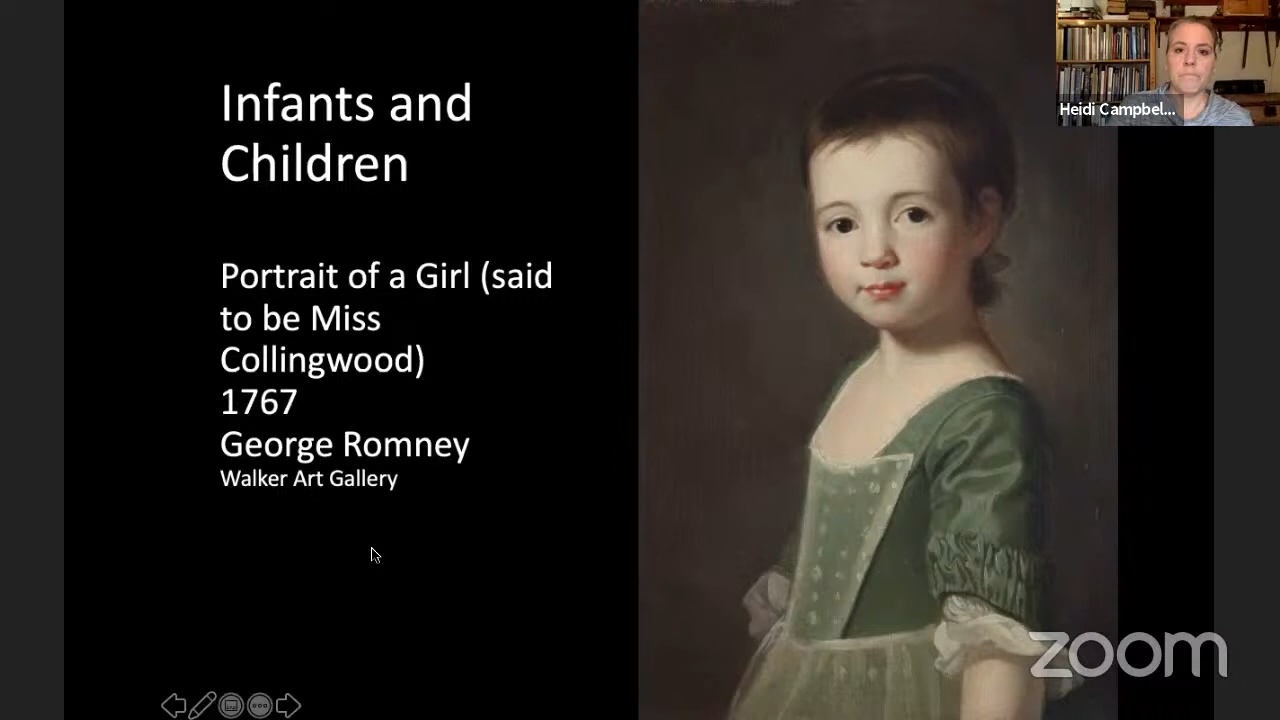 Infants and
Children
Portrait of a Girl (said
to be Miss
Collingwood)
1767
George Romney
Walker Art Gallery
Heidi Campbel...
zoom